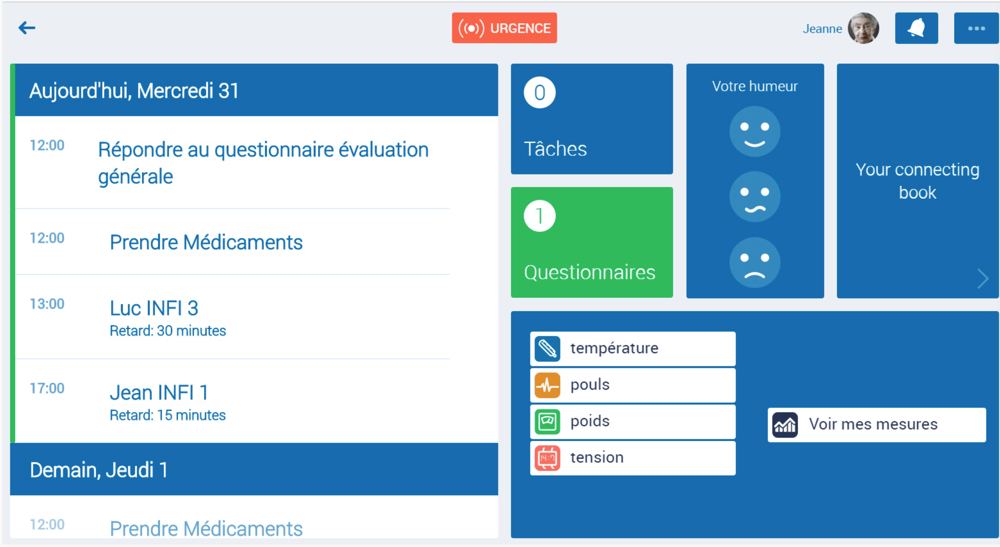 URGENCE
Jeanne
Aujourd'hui, Mercredi 31
12:00
Répondre au questionnaire évaluation
générale
12:00
Prendre Médicaments
13:00
Luc INFI 3
Retard: 30 minutes
17:00
Jean INFI 1
Retard: 15 minutes
Demain, Jeudi 1
12:00
Prendre Médicaments
0
Tâches
1
Questionnaires
Votre humeur
Your connecting
book
température
pouls
poids
14:7
tension
Voir mes mesures